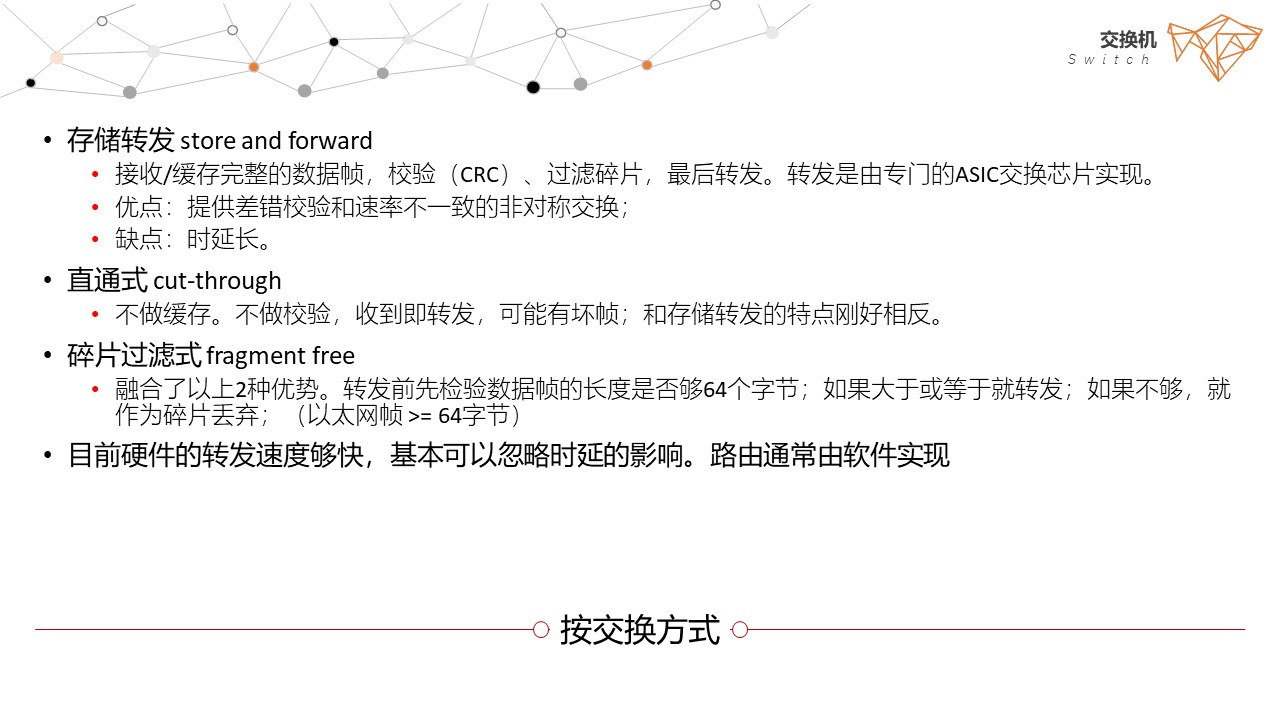 交换机
Switch
• 存储转发 store and forward
• 接收/缓存完整的数据帧，校验（CRC）、过滤碎片，最后转发。转发是由专门的ASIC交换芯片实现。
• 优点：提供差错校验和速率不一致的非对称交换；
• 缺点：时延长。
• 直通式 cut-through
• 不做缓存。不做校验，收到即转发，可能有坏帧；和存储转发的特点刚好相反。
• 碎片过滤式 fragment free
• 融合了以上2种优势。转发前先检验数据帧的长度是否够64个字节；如果大于或等于就转发；如果不够，就
作为碎片丢弃；（以太网帧 >= 64字节）
• 目前硬件的转发速度够快，基本可以忽略时延的影响。路由通常由软件实现
按交换方式